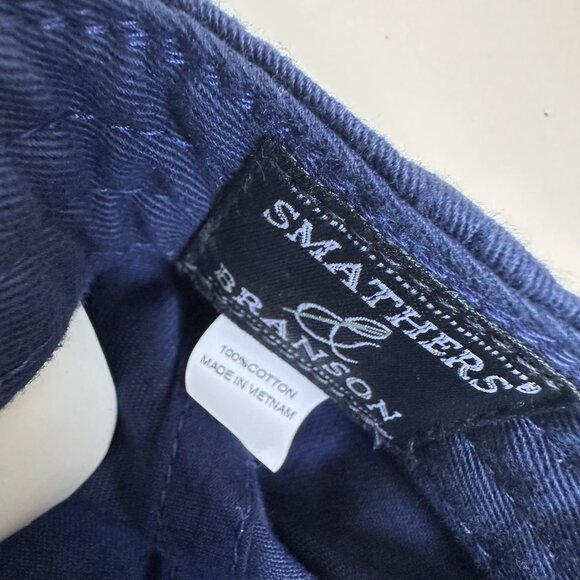 SMATHERS®
&
BRANSON
100%COTTON
MADE IN VIETNAM